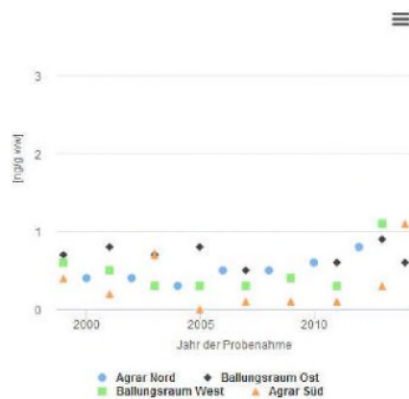 3
2
[ng/g ww]
1
0
2000 2005 2010
Jahr der Probenahme
Agrar Nord Ballungsraum Ost
Ballungsraum West Agrar Süd